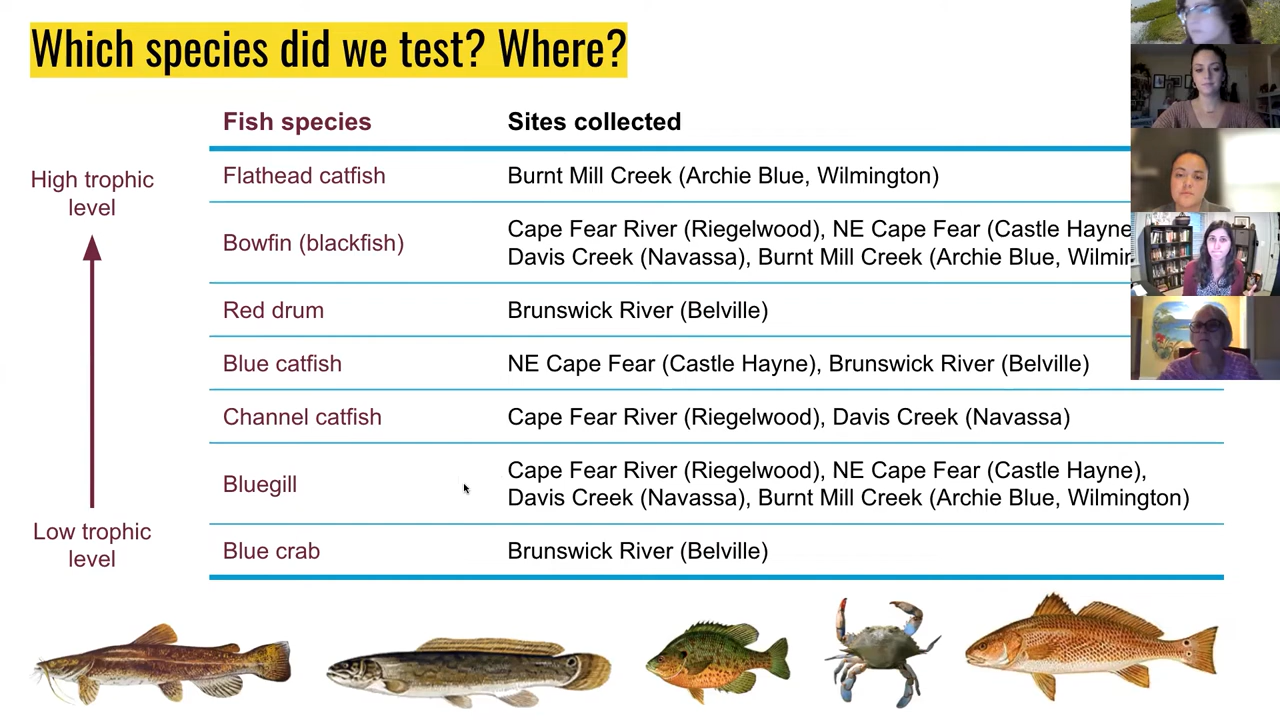 Which species did we test? Where?
Fish species
Sites collected
High trophic
level
Low trophic
level
Flathead catfish
Burnt Mill Creek (Archie Blue, Wilmington)
Bowfin (blackfish)
Cape Fear River (Riegelwood), NE Cape Fear (Castle Hayne
Davis Creek (Navassa), Burnt Mill Creek (Archie Blue,
Red drum
Brunswick River (Belville)
Blue catfish
NE Cape Fear (Castle Hayne), Brunswick River (Belville)
Channel catfish
Cape Fear River (Riegelwood), Davis Creek (Navassa)
Bluegill
Cape Fear River (Riegelwood), NE Cape Fear (Castle Hayne),
Davis Creek (Navassa), Burnt Mill Creek (Archie Blue, Wilmington)
Blue crab
Brunswick River (Belville)